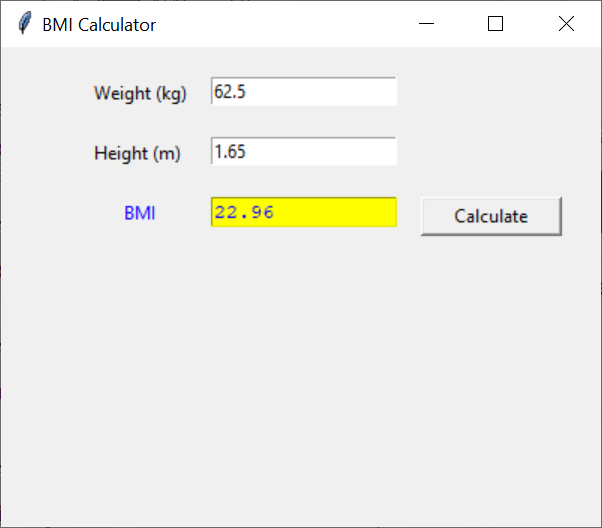 BMI Calculator
Weight (kg) 62.5
Height (m) 1.65
BMI 22.96 Calculate